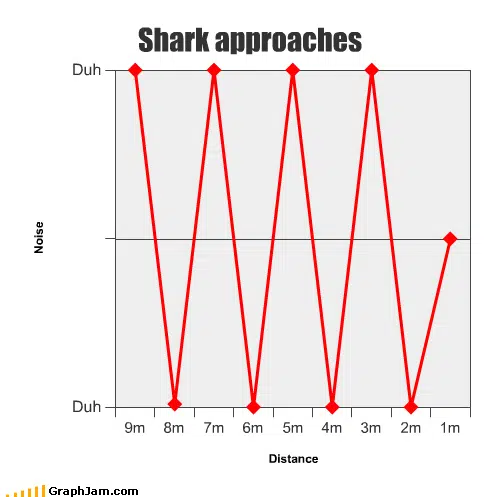 Shark approaches
Duh
Noise
Duh
9m 8m 7m 6m 5m 4m 3m 2m 1m
Distance
GraphJam.com